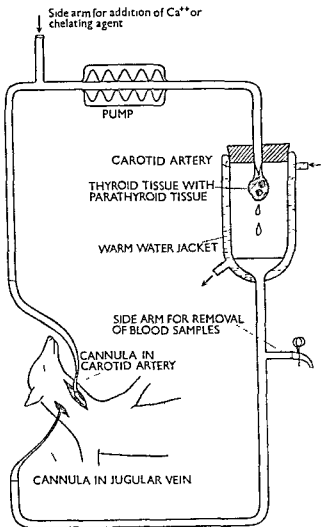 Side arm for addition of Ca++ or
chelating agent
PUMP
CAROTID ARTERY
THYROID TISSUE WITH
PARATHYROID TISSUE
WARM WATER JACKET
SIDE ARM FOR REMOVAL
OF BLOOD SAMPLES
CANNULA IN
CAROTID ARTERY
CANNULA IN JUGULAR VEIN